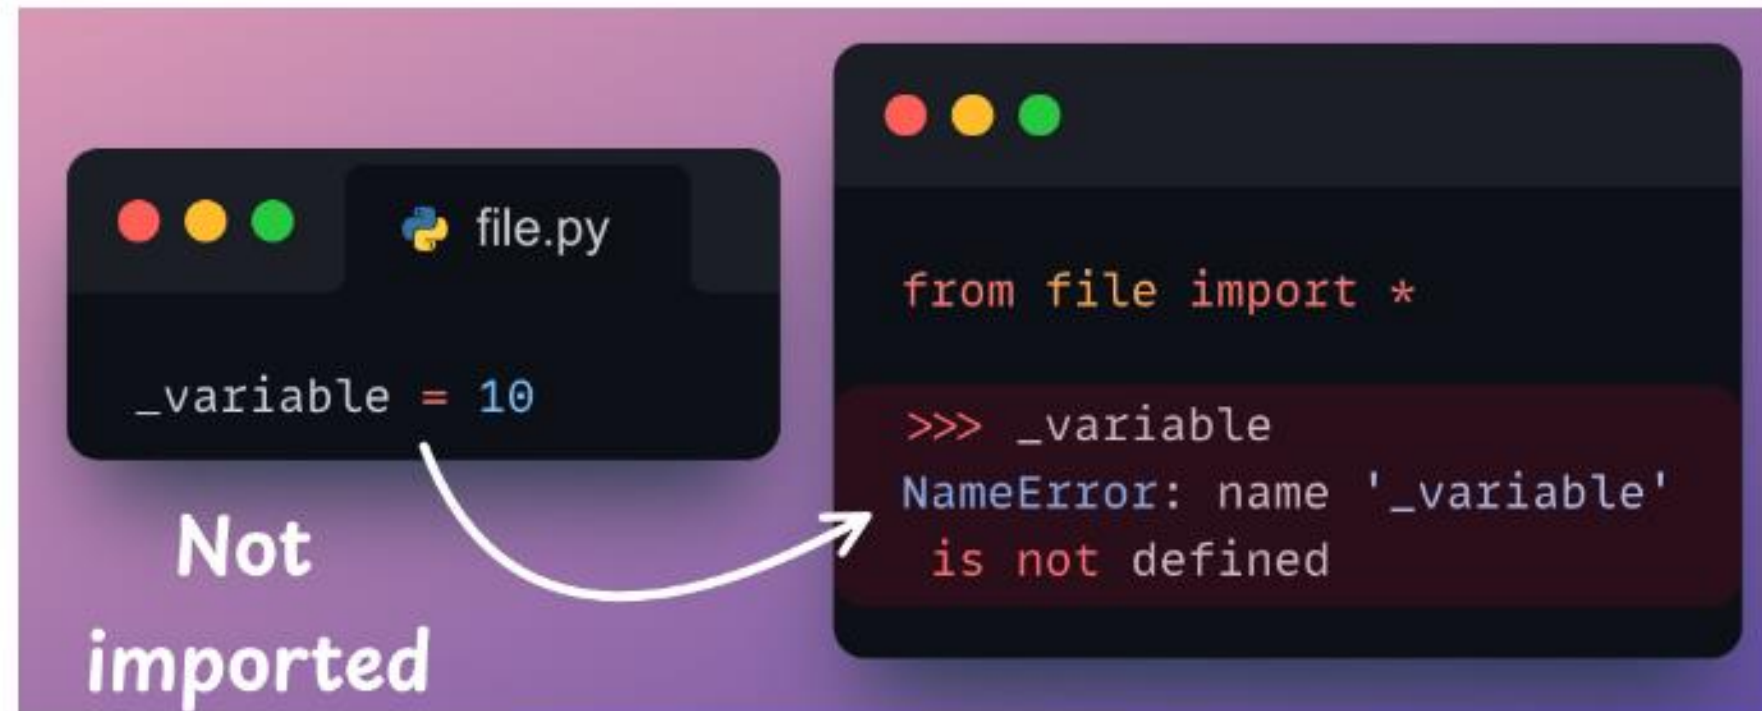 file.py
_variable = 10
Not
imported
from file import *
>>> _variable
NameError: name '_variable'
is not defined